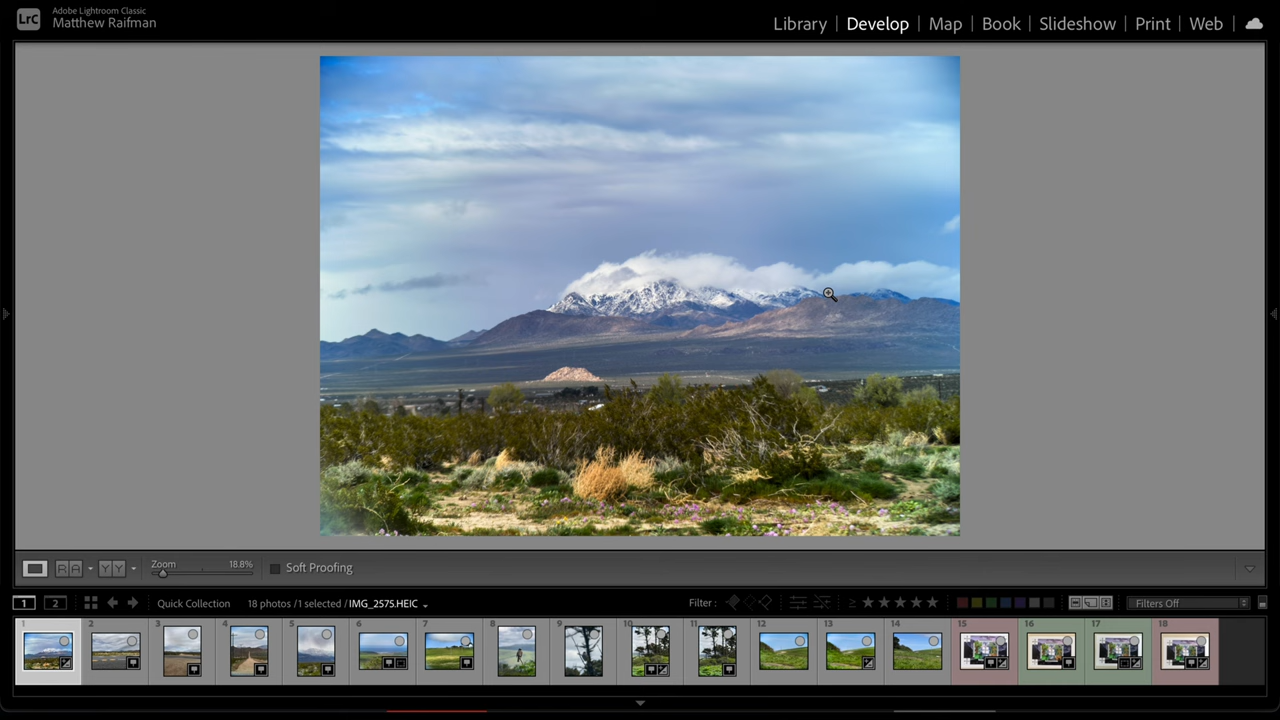 LrC
Adobe Lightroom Classic
Matthew Raifman
Library | Develop | Map | Book | Slideshow | Print | Web
Zoom 18.8%
R A Y Y
Soft Proofing
1 2 Quick Collection 18 photos /1 selected / IMG_2575.HEIC Filter : ≥ Filters Off
1 2 3 4 5 6 7 8 9 10 11 12 13 14 15 16 17 18